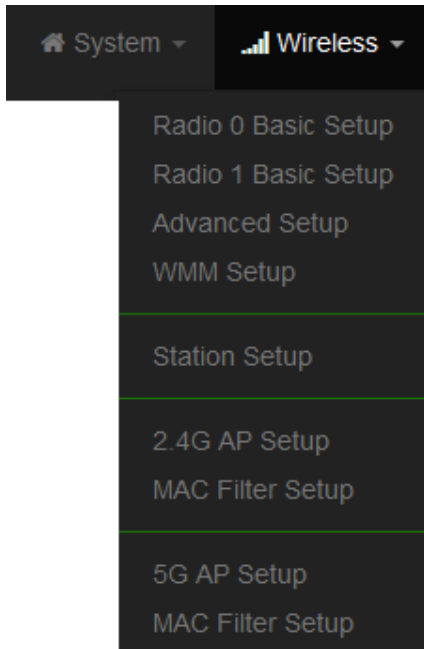 System
Wireless
Radio 0 Basic Setup
Radio 1 Basic Setup
Advanced Setup
WMM Setup
Station Setup
2.4G AP Setup
MAC Filter Setup
5G AP Setup
MAC Filter Setup